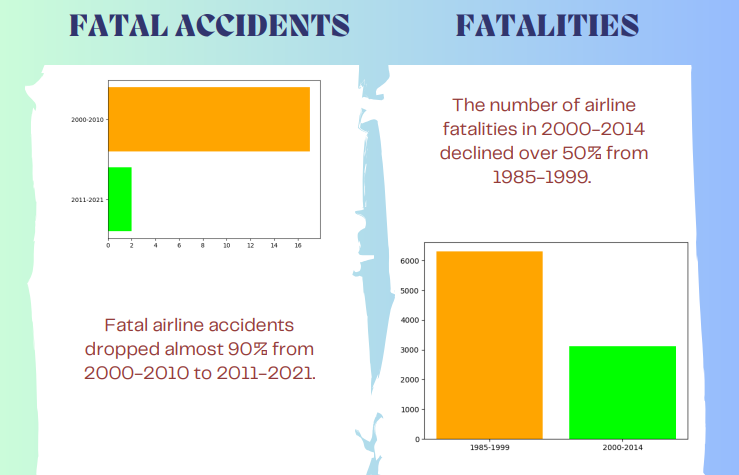 FATAL ACCIDENTS
2000-2010
2011-2021
0 2 4 6 8 10 12 14 16
Fatal airline accidents
dropped almost 90% from
2000-2010 to 2011-2021.
FATALITIES
The number of airline
fatalities in 2000-2014
declined over 50% from
1985-1999.
6000
5000
4000
3000
2000
1000
0
1985-1999 2000-2014